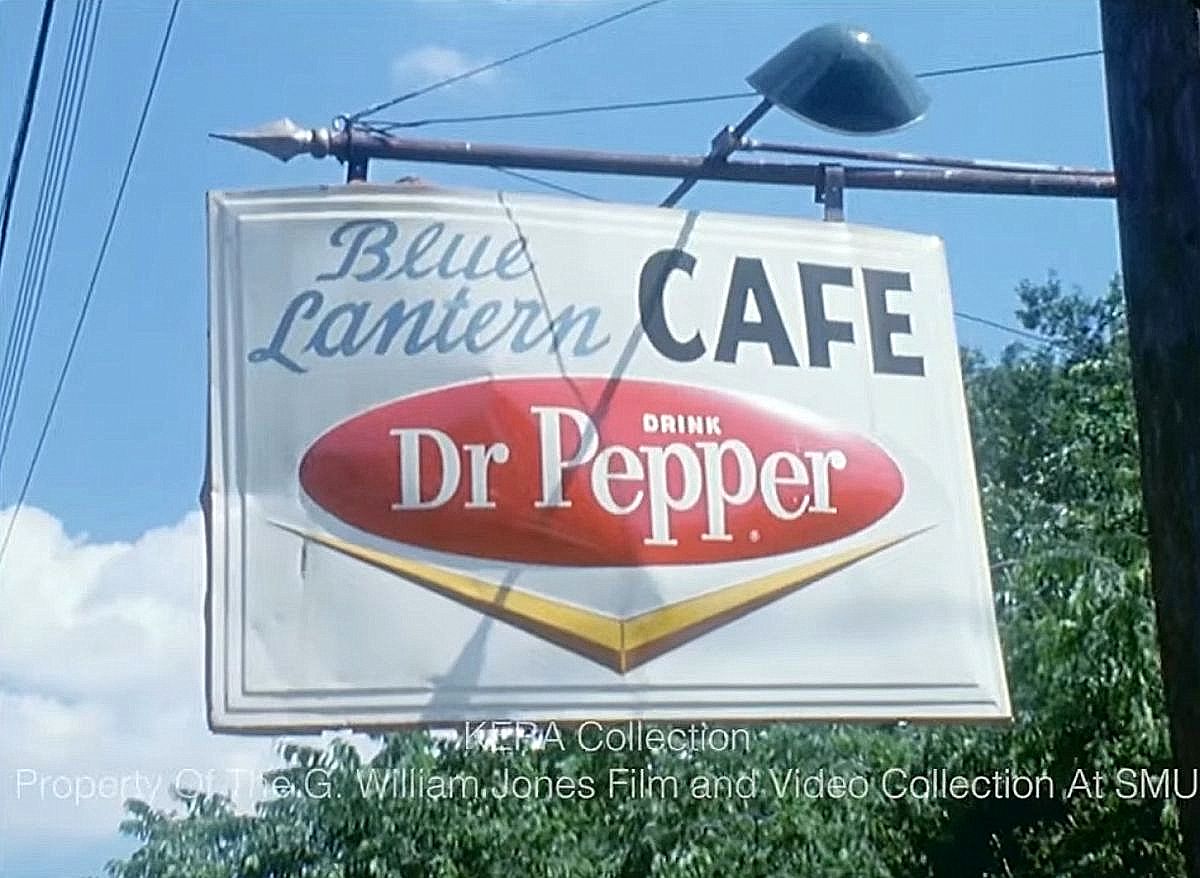 Blue
Lantern CAFE
DRINK
Dr Pepper
®
KERA Collection
Property Of The G. William Jones Film and Video Collection At SMU